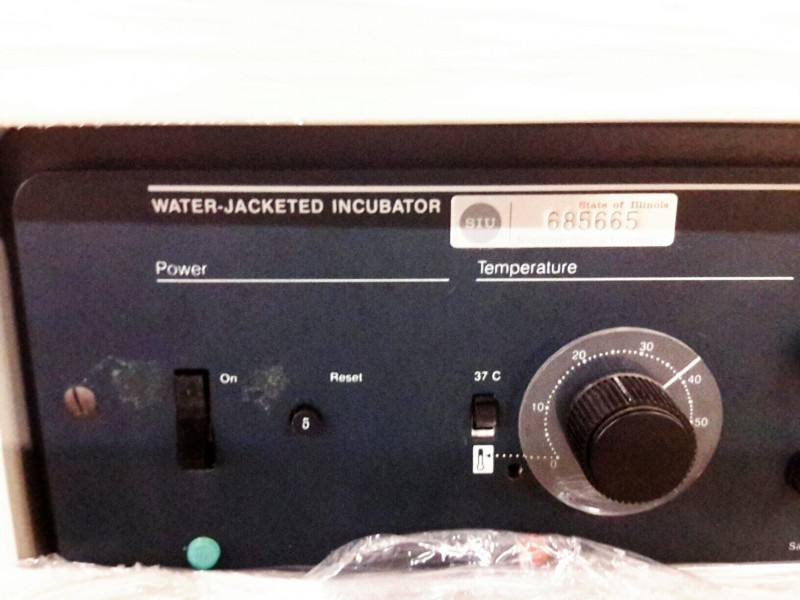 WATER-JACKETED INCUBATOR
SIU
State of Illinois
685665
Power
Temperature
On
Reset
5
37 C
0
10
20
30
40
50